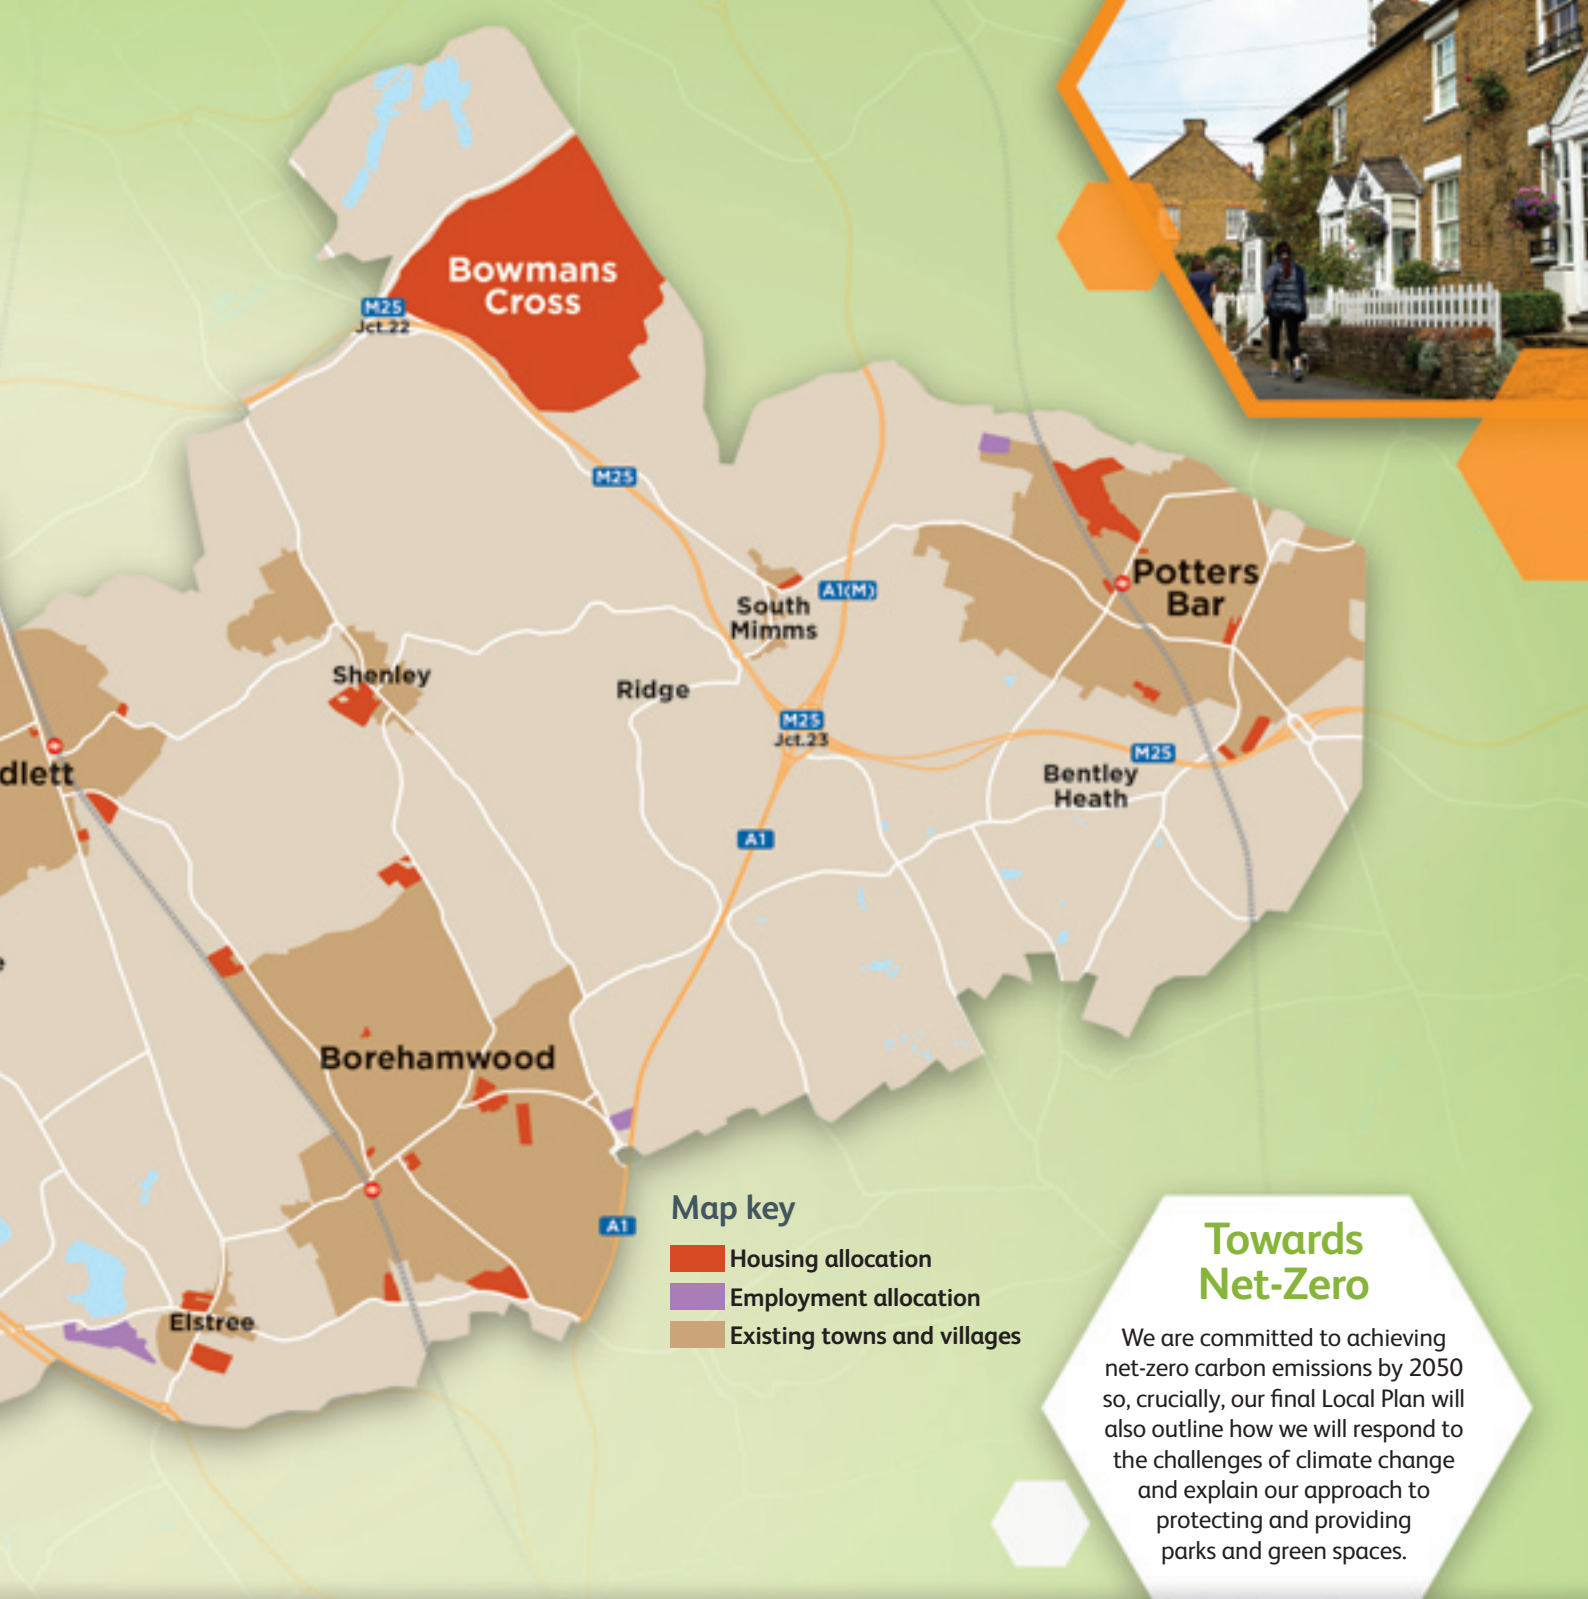 Bowmans
Cross
M25
Jct.22
M25
Potters
Bar
A1(M)
South
Mimms
Shenley
Ridge
M25
Jct.23
M25
dlett
Bentley
Heath
A1
e
Borehamwood
A1
Elstree
Map key
Housing allocation
Employment allocation
Existing towns and villages
Towards
Net-Zero
We are committed to achieving
net-zero carbon emissions by 2050
so, crucially, our final Local Plan will
also outline how we will respond to
the challenges of climate change
and explain our approach to
protecting and providing
parks and green spaces.